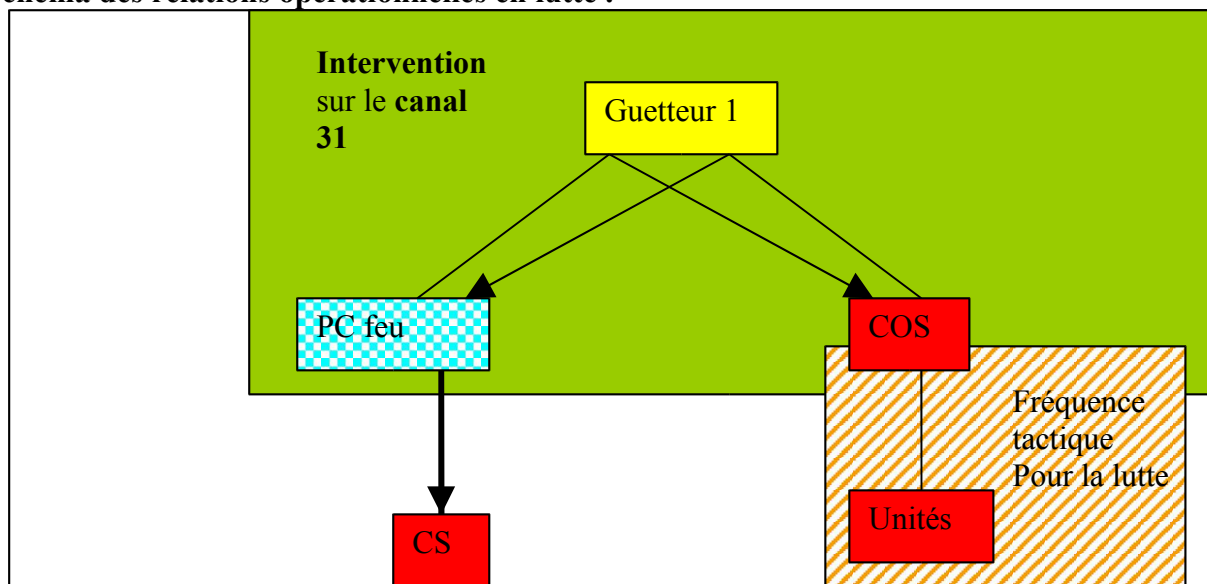 des relations opérationnelles en lutte :
Intervention
sur le canal
31
Guetteur 1
PC feu
COS
Fréquence
tactique
Pour la lutte
Unités
CS